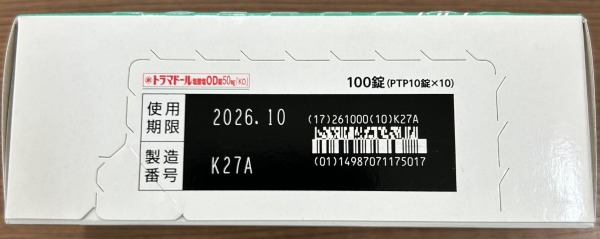 トラマドール塩酸塩OD錠50mg「KO」
100錠(PTP10錠×10)
使用期限
2026.10
(17)261000(10)K27A
製造番号
K27A
(01)14987071175017